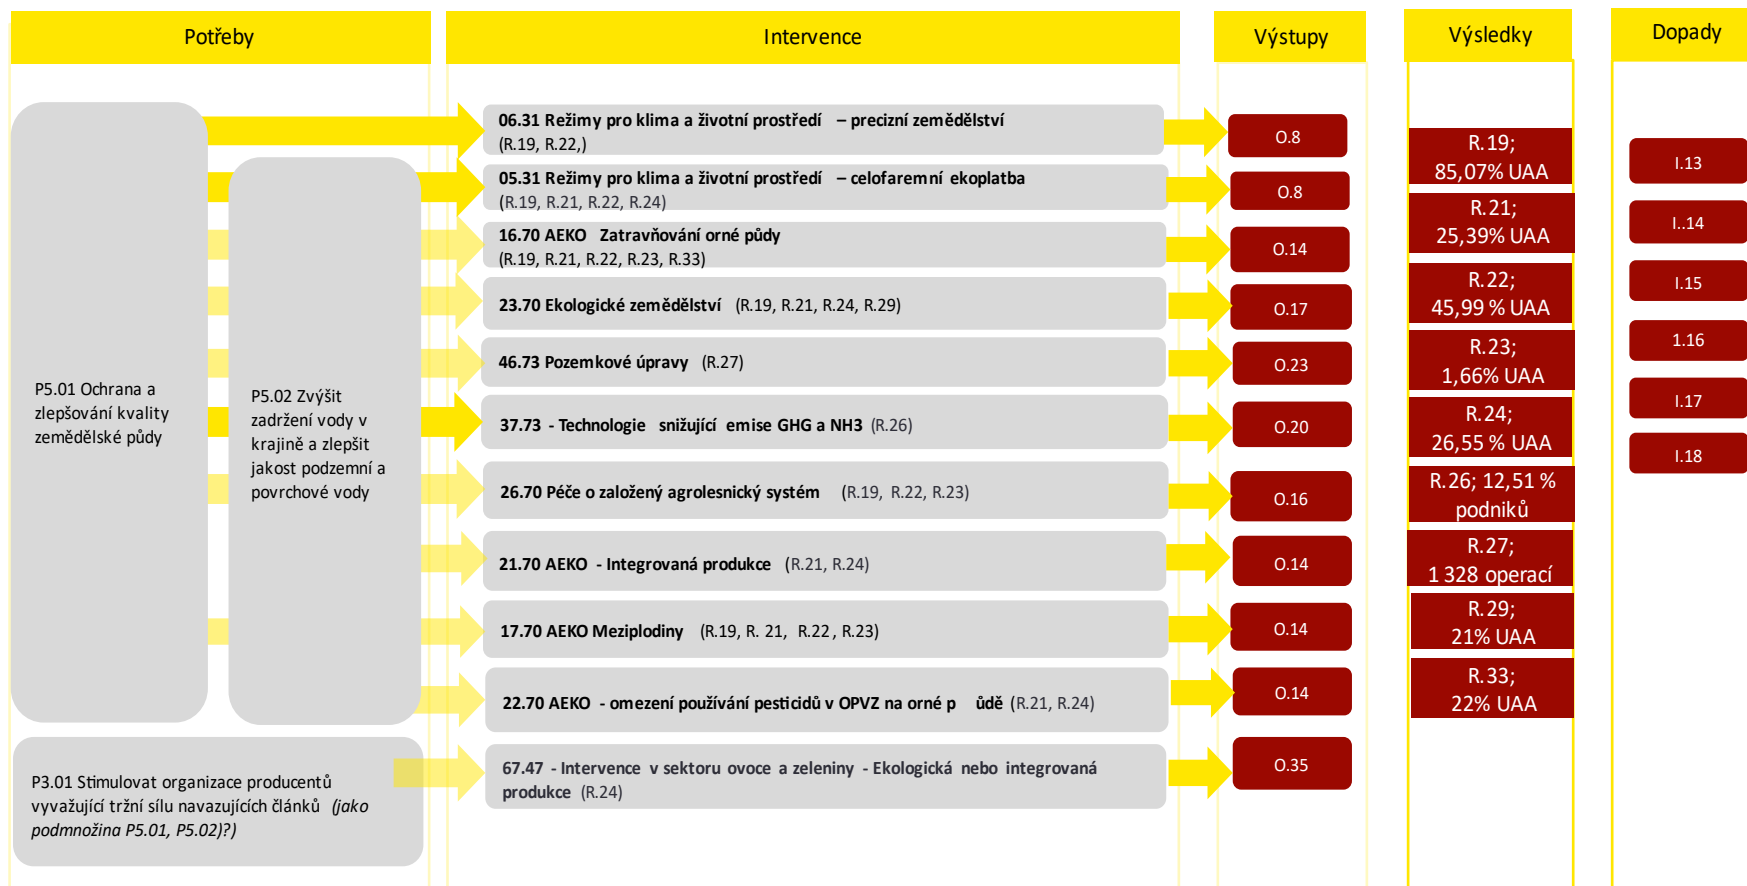 Potřeby
Intervence
Výstupy
Výsledky
Dopady
P5.01 Ochrana a
zlepšování kvality
zemědělské půdy
P5.02 Zvýšit
zadržení vody v
krajině a zlepšit
jakost podzemní a
povrchové vody
P3.01 Stimulovat organizace producentů
vyvažující tržní sílu navazujících článků (jako
podmnožina P5.01, P5.02)?)
06.31 Režimy pro klima a životní prostředí – precizní zemědělství
(R.19, R.22,)
05.31 Režimy pro klima a životní prostředí – celofaremní ekoplatba
(R.19, R.21, R.22, R.24)
16.70 AEKO Zatravňování orné půdy
(R.19, R.21, R.22, R.23, R.33)
23.70 Ekologické zemědělství (R.19, R.21, R.24, R.29)
46.73 Pozemkové úpravy (R.27)
37.73 - Technologie snižující emise GHG a NH3 (R.26)
26.70 Péče o založený agrolesnický systém (R.19, R.22, R.23)
21.70 AEKO - Integrovaná produkce (R.21, R.24)
17.70 AEKO Meziplodiny (R.19, R. 21, R.22, R.23)
22.70 AEKO - omezení používání pesticidů v OPVZ na orné p ůdě (R.21, R.24)
67.47 - Intervence v sektoru ovoce a zeleniny - Ekologická nebo integrovaná
produkce (R.24)
O.8
O.8
O.14
O.17
O.23
O.20
O.16
O.14
O.14
O.14
O.35
R.19;
85,07% UAA
R.21;
25,39% UAA
R.22;
45,99 % UAA
R.23;
1,66% UAA
R.24;
26,55 % UAA
R.26; 12,51 %
podniků
R.27;
1 328 operací
R.29;
21% UAA
R.33;
22% UAA
I.13
I..14
I.15
1.16
I.17
I.18